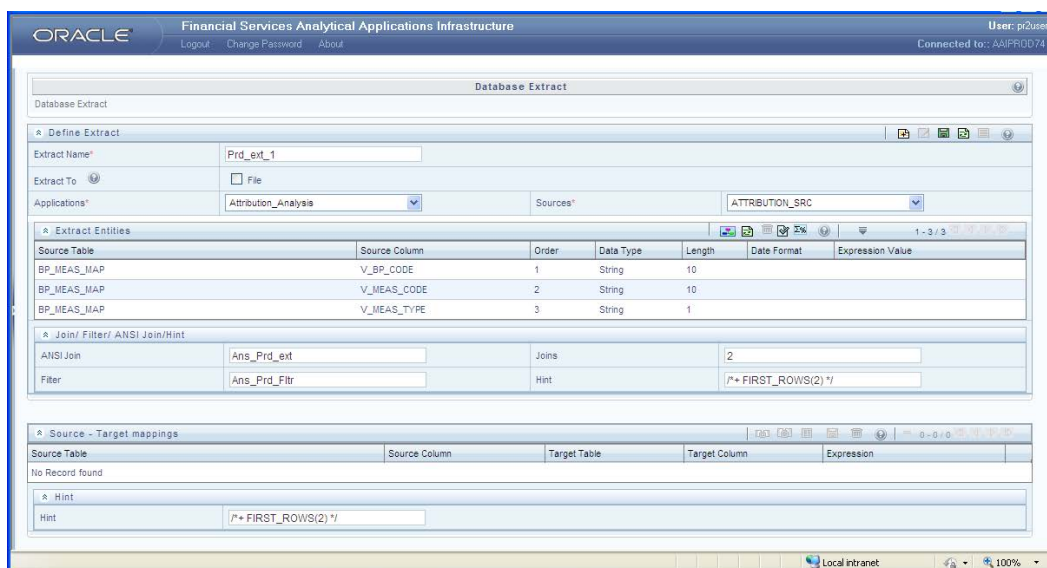 ORACLE
Financial Services Analytical Applications Infrastructure
User: pr2user
Logout Change Password About
Connected to:: AAIPROD74
Database Extract
Database Extract
Define Extract
Extract Name*
Prd_ext_1
Extract To
File
Applications*
Attribution_Analysis
Sources*
ATTRIBUTION_SRC
Extract Entities
1-3/3
Source Table Source Column Order Data Type Length Date Format Expression Value
BP_MEAS_MAP V_BP_CODE 1 String 10
BP_MEAS_MAP V_MEAS_CODE 2 String 10
BP_MEAS_MAP V_MEAS_TYPE 3 String 1
Join/ Filter/ ANSI Join/Hint
ANSI Join Ans_Prd_ext Joins 2
Filter Ans_Prd_Fltr Hint /*+ FIRST_ROWS(2) */
Source - Target mappings
0-0/0
Source Table Source Column Target Table Target Column Expression
No Record found
Hint
Hint /*+ FIRST_ROWS(2) */
Local intranet 100%